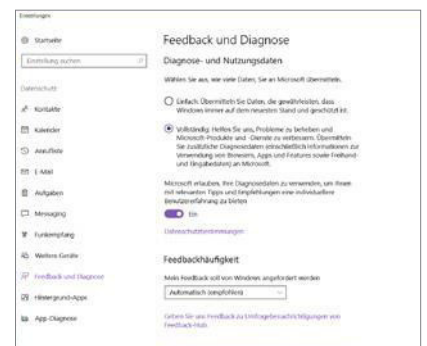 Einstellungen
Startseite
Einstellung suchen
Datenschutz
Kontakte
Kalender
Anrufliste
E-Mail
Aufgaben
Messaging
Funkempfang
Weitere Geräte
Feedback und Diagnose
Hintergrund-Apps
App-Diagnose
Feedback und Diagnose
Diagnose- und Nutzungsdaten
Wählen Sie aus, wie viele Daten, Sie an Microsoft übermitteln.
Einfach: Übermitteln Sie Daten, die gewährleisten, dass
Windows immer auf dem neuesten Stand und geschützt ist.
Vollständig: Helfen Sie uns, Probleme zu beheben und
Microsoft-Produkte und -Dienste zu verbessern. Übermitteln
Sie zusätzliche Diagnosedaten (einschließlich Informationen zur
Verwendung von Browsern, Apps und Features sowie Freihand-
und Eingabedaten) an Microsoft.
Microsoft erlauben, Ihre Diagnosedaten zu verwenden, um Ihnen
mit relevanten Tipps und Empfehlungen eine individuellere
Benutzererfahrung zu bieten
Ein
Datenschutzbestimmungen
Feedbackhäufigkeit
Mein Feedback soll von Windows angefordert werden
Automatisch (empfohlen)
Geben Sie uns Feedback zu Umfragebenachrichtigungen von
Feedback-Hub.